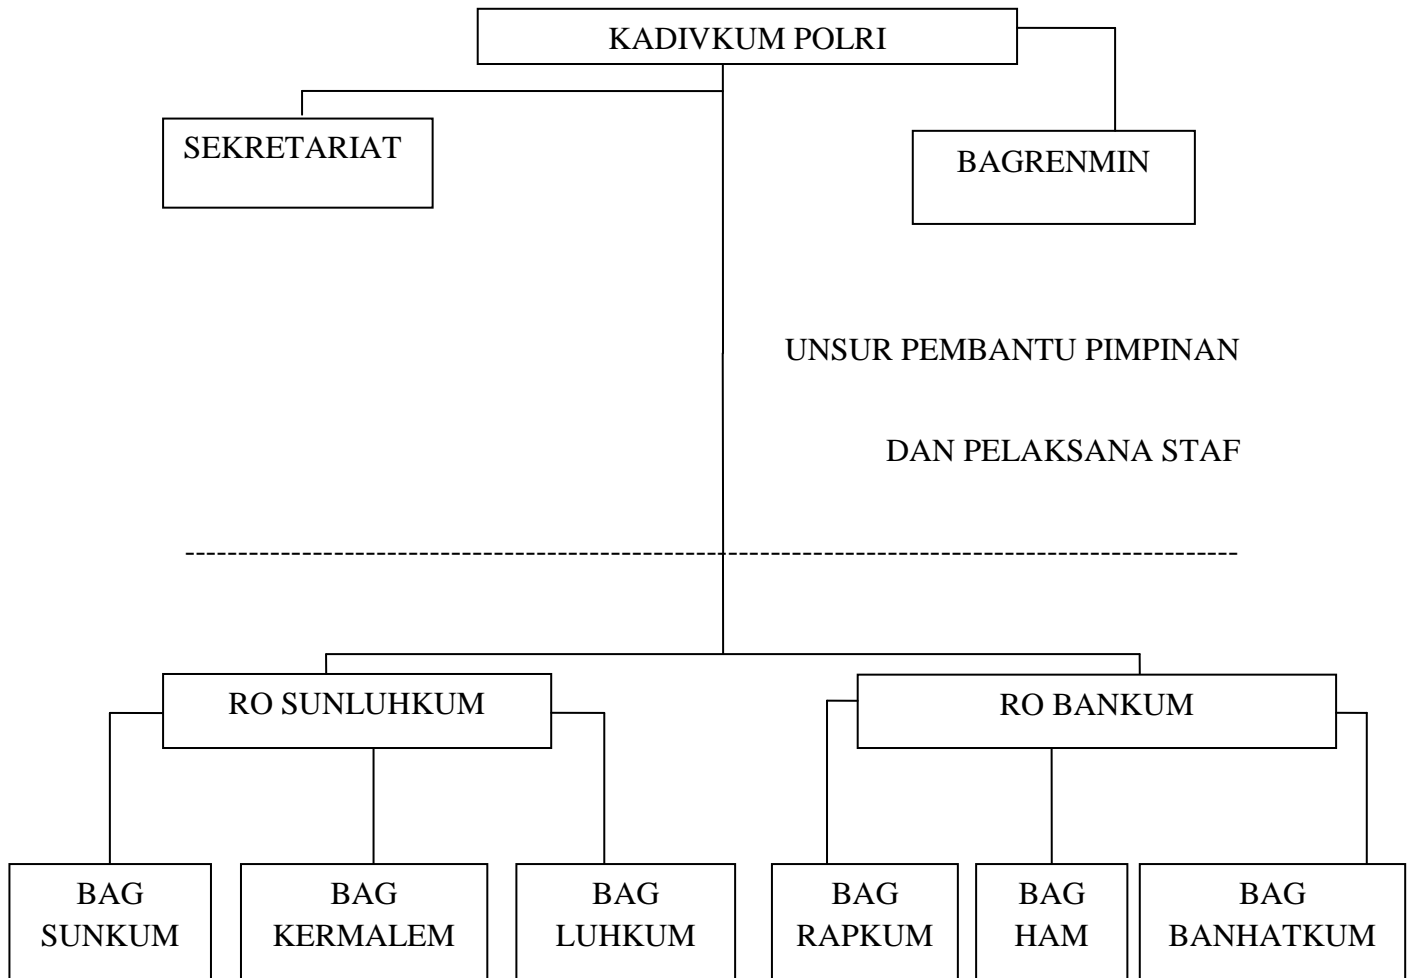 KADIVKUM POLRI
SEKRETARIAT
BAGRENMIN
UNSUR PEMBANTU PIMPINAN
DAN PELAKSANA STAF
RO SUNLUHKUM
RO BANKUM
BAG
SUNKUM
BAG
KERMALEM
BAG
LUHKUM
BAG
RAPKUM
BAG
HAM
BAG
BANHATKUM